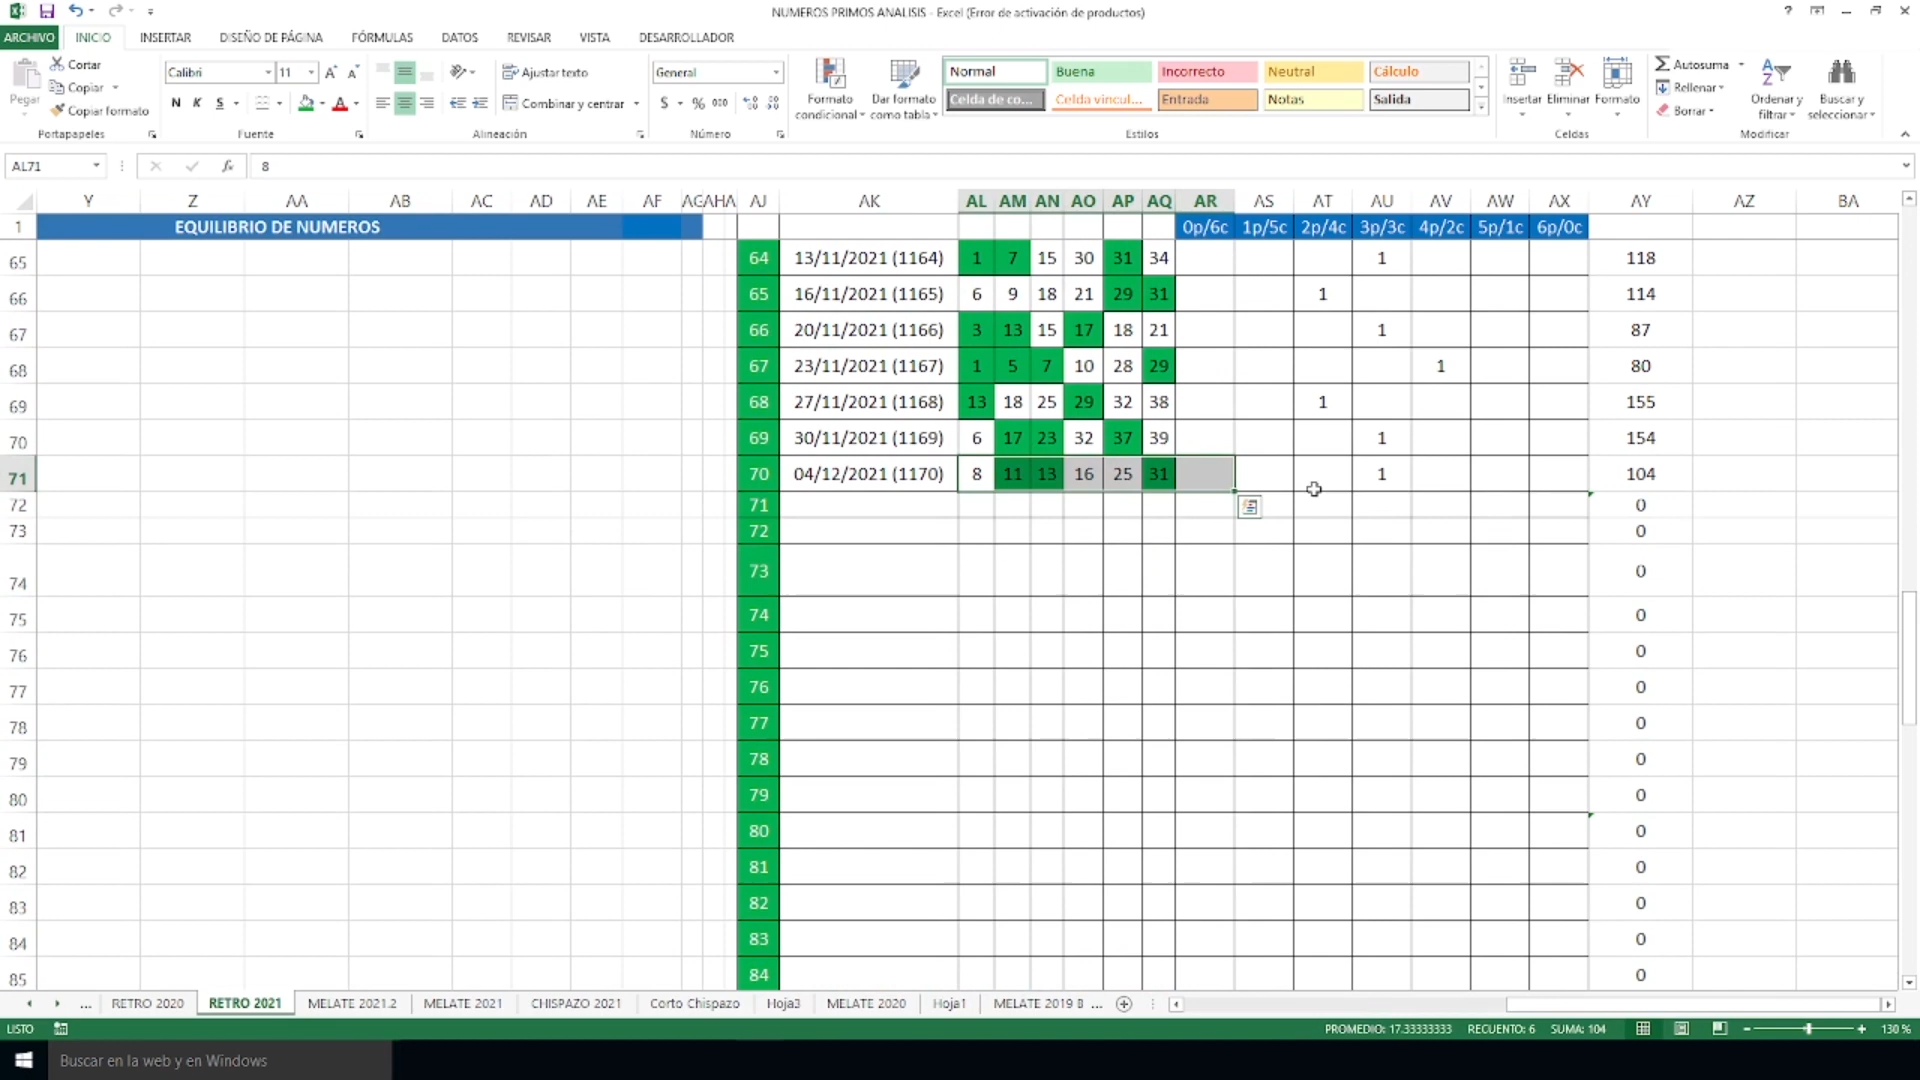 NUMEROS PRIMOS ANALISIS - Excel (Error de activación de productos)
ARCHIVO INICIO INSERTAR DISEÑO DE PÁGINA FÓRMULAS DATOS REVISAR VISTA DESARROLLADOR
Pegar
Cortar
Copiar
Copiar formato
Portapapeles
Calibri 11
N K S
Fuente
Ajustar texto
Combinar y centrar
Alineación
General
$ % 000
Número
Formato condicional
Dar formato como tabla
Normal Buena Incorrecto Neutral Cálculo
Celda de co... Celda vincul... Entrada Notas Salida
Estilos
Insertar Eliminar Formato
Celdas
Autosuma
Rellenar
Borrar
Ordenar y filtrar
Buscar y seleccionar
Modificar
AL71 fx 8
Y Z AA AB AC AD AE AF AG AH AJ AK AL AM AN AO AP AQ AR AS AT AU AV AW AX AY AZ BA
1 EQUILIBRIO DE NUMEROS 0p/6c 1p/5c 2p/4c 3p/3c 4p/2c 5p/1c 6p/0c
65 64 13/11/2021 (1164) 1 7 15 30 31 34 1 118
66 65 16/11/2021 (1165) 6 9 18 21 29 31 1 114
67 66 20/11/2021 (1166) 3 13 15 17 18 21 1 87
68 67 23/11/2021 (1167) 1 5 7 10 28 29 1 80
69 68 27/11/2021 (1168) 13 18 25 29 32 38 1 155
70 69 30/11/2021 (1169) 6 17 23 32 37 39 1 154
71 70 04/12/2021 (1170) 8 11 13 16 25 31 1 104
72 71 0
73 72 0
74 73 0
75 74 0
76 75 0
77 76 0
78 77 0
79 78 0
80 79 0
81 80 0
82 81 0
83 82 0
84 83 0
85 84 0
... RETRO 2020 RETRO 2021 MELATE 2021.2 MELATE 2021 CHISPAZO 2021 Corto Chispazo Hoja3 MELATE 2020 Hoja1 MELATE 2019 B ...
LISTO PROMEDIO: 17.33333333 RECUENTO: 6 SUMA: 104 130 %
Buscar en la web y en Windows